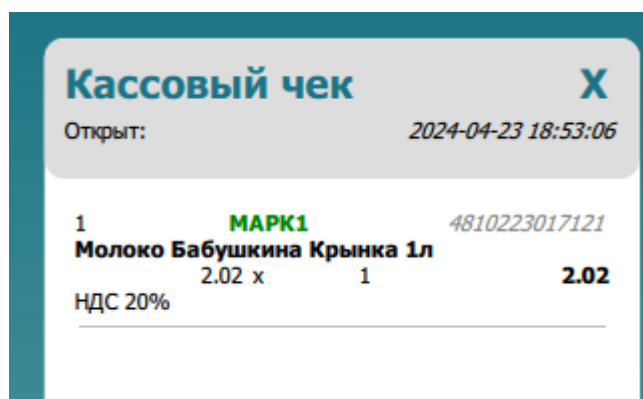 Кассовый чек X
Открыт: 2024-04-23 18:53:06
1 МАРК1 4810223017121
Молоко Бабушкина Крынка 1л
2.02 x 1 2.02
НДС 20%